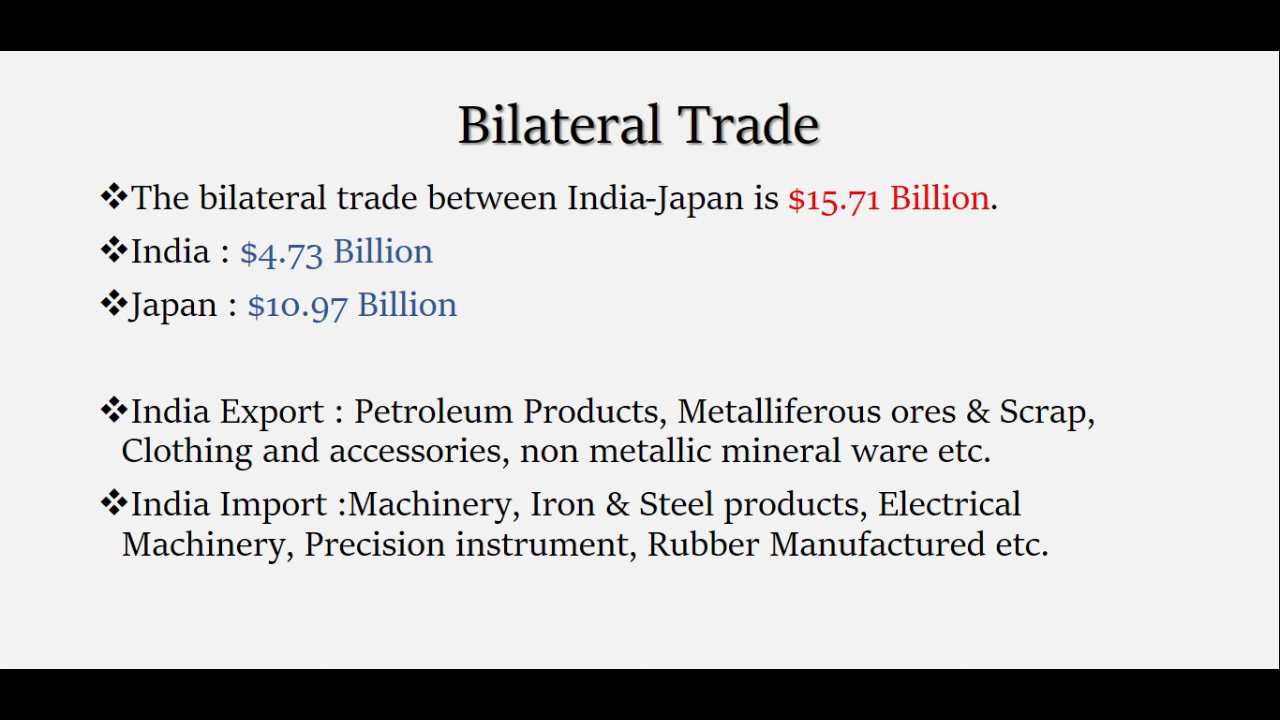 Bilateral Trade
❖The bilateral trade between India-Japan is $15.71 Billion.
❖India : $4.73 Billion
❖Japan : $10.97 Billion
❖India Export : Petroleum Products, Metalliferous ores & Scrap,
Clothing and accessories, non metallic mineral ware etc.
❖India Import :Machinery, Iron & Steel products, Electrical
Machinery, Precision instrument, Rubber Manufactured etc.